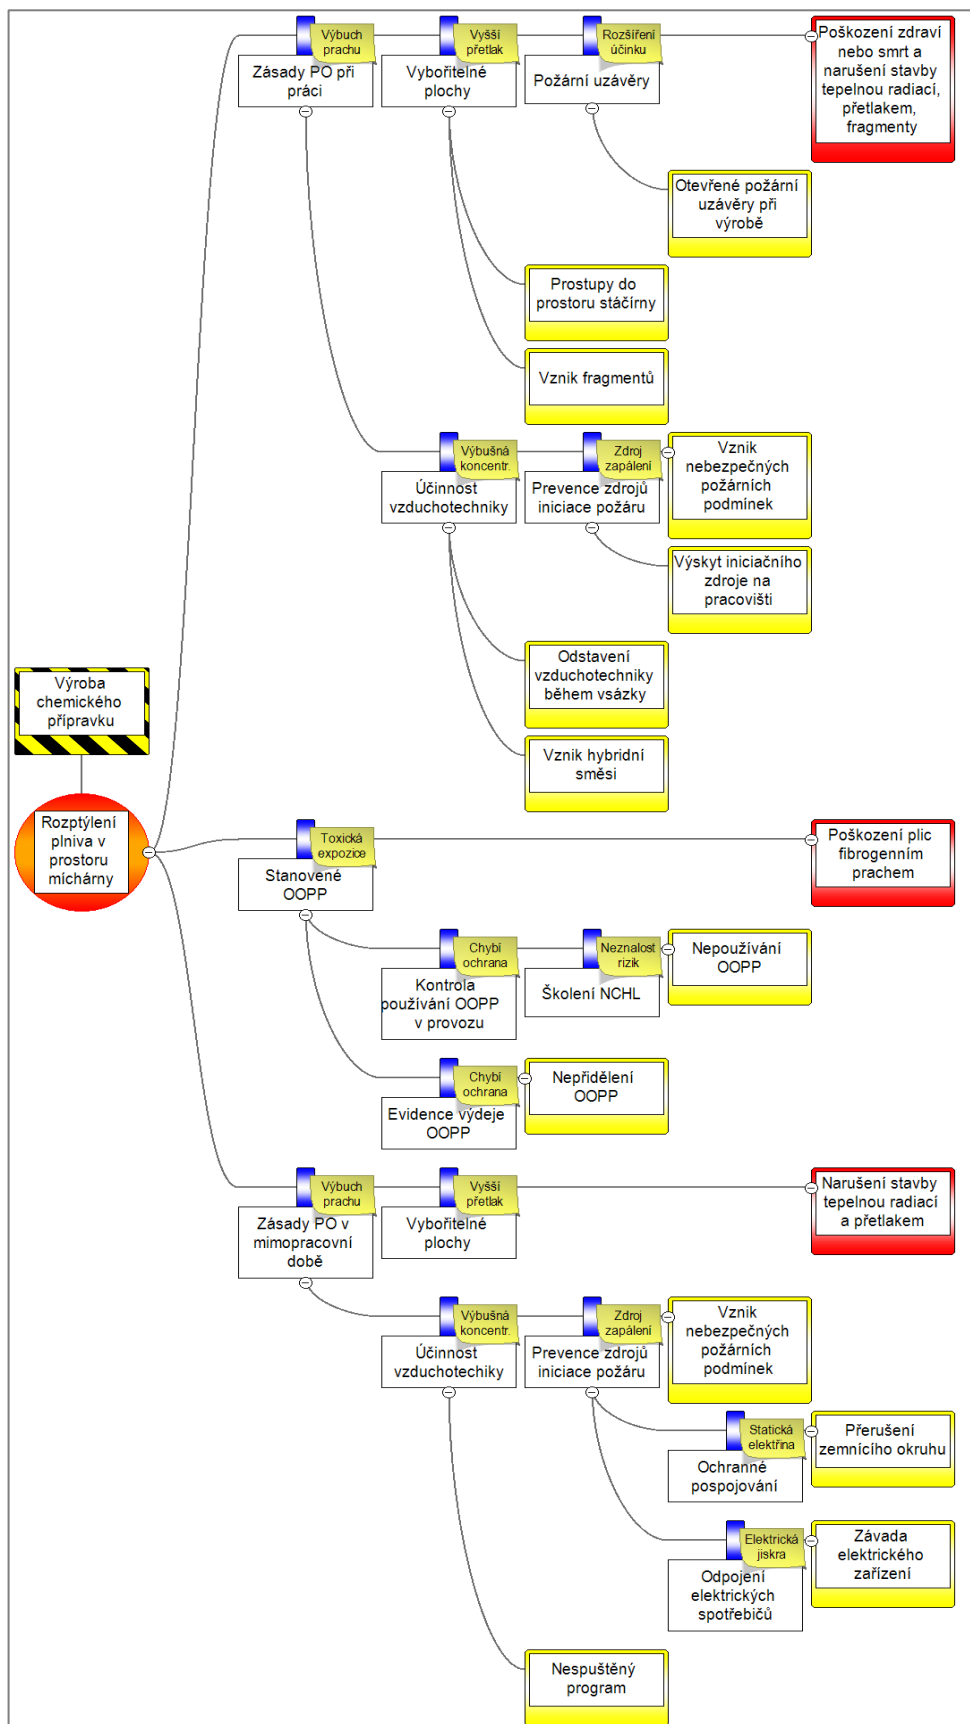 Výbuch
prachu
Zásady PO při
práci
Vyšší
přetlak
Vybořitelné
plochy
Rozšíření
účinku
Požární uzávěry
Poškození zdraví
nebo smrt a
narušení stavby
tepelnou radiací,
přetlakem,
fragmenty
Otevřené požární
uzávěry při
výrobě
Prostupy do
prostoru stáčírny
Vznik fragmentů
Výbušná
koncentr.
Účinnost
vzduchotechniky
Zdroj
zapálení
Prevence zdrojů
iniciace požáru
Vznik
nebezpečných
požárních
podmínek
Výskyt iniciačního
zdroje na
pracovišti
Odstavení
vzduchotechniky
během vsázky
Vznik hybridní
směsi
Výroba
chemického
přípravku
Rozptýlení
plniva v
prostoru
míchárny
Toxická
expozice
Stanovené
OOPP
Poškození plic
fibrogenním
prachem
Chybí
ochrana
Kontrola
používání OOPP
v provozu
Neznalost
rizik
Školení NCHL
Nepoužívání
OOPP
Chybí
ochrana
Evidence výdeje
OOPP
Nepřidělení
OOPP
Výbuch
prachu
Zásady PO v
mimopracovní
době
Vyšší
přetlak
Vybořitelné
plochy
Narušení stavby
tepelnou radiací
a přetlakem
Výbušná
koncentr.
Účinnost
vzduchotechiky
Zdroj
zapálení
Prevence zdrojů
iniciace požáru
Vznik
nebezpečných
požárních
podmínek
Statická
elektřina
Ochranné
pospojování
Přerušení
zemnícího okruhu
Elektrická
jiskra
Odpojení
elektrických
spotřebičů
Závada
elektrického
zařízení
Nespuštěný
program